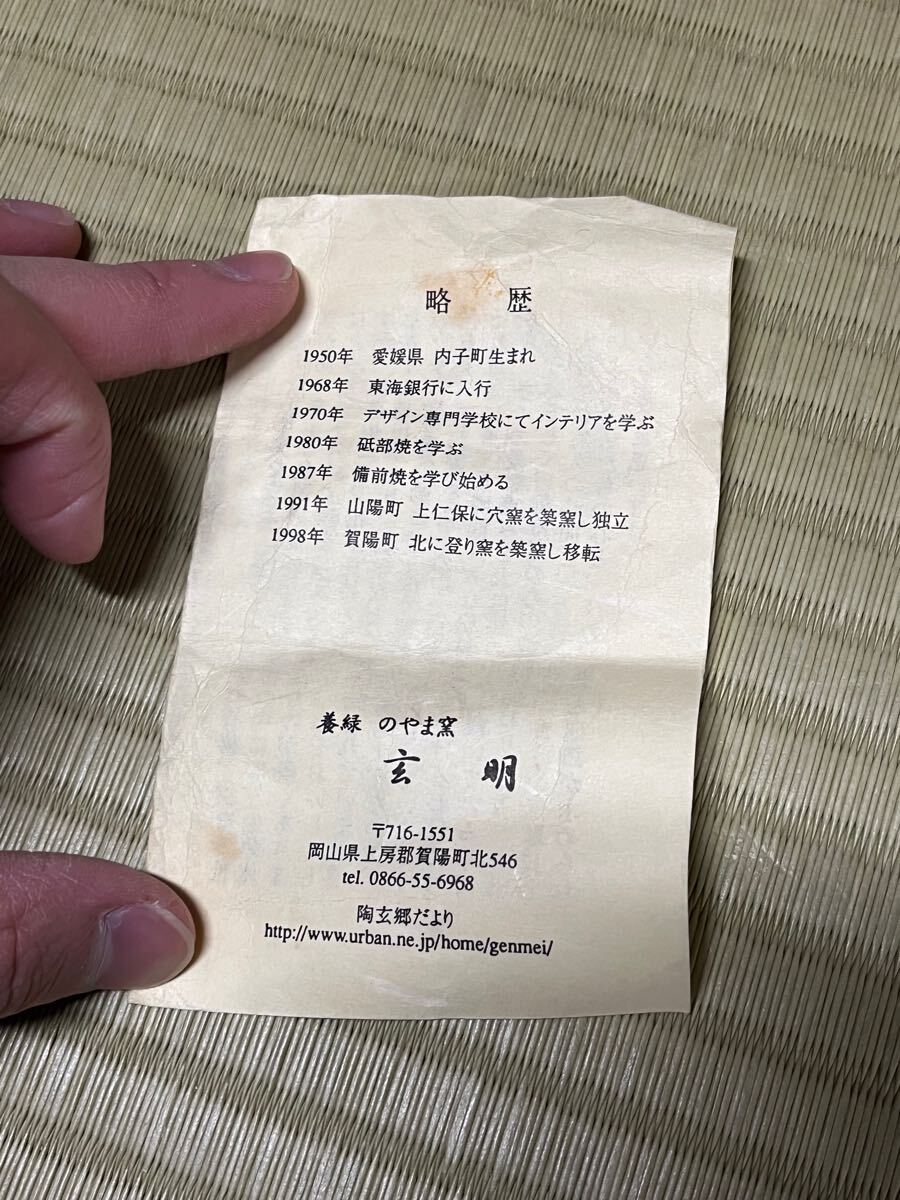 略 歴
1950年 愛媛県 内子町生まれ
1968年 東海銀行に入行
1970年 デザイン専門学校にてインテリアを学ぶ
1980年 砥部焼を学ぶ
1987年 備前焼を学び始める
1991年 山陽町 上仁保に穴窯を築窯し独立
1998年 賀陽町 北に登り窯を築窯し移転
養緑 のやま窯
玄 明
〒716-1551
岡山県上房郡賀陽町北546
tel. 0866-55-6968
陶玄郷だより
http://www.urban.ne.jp/home/genmei/